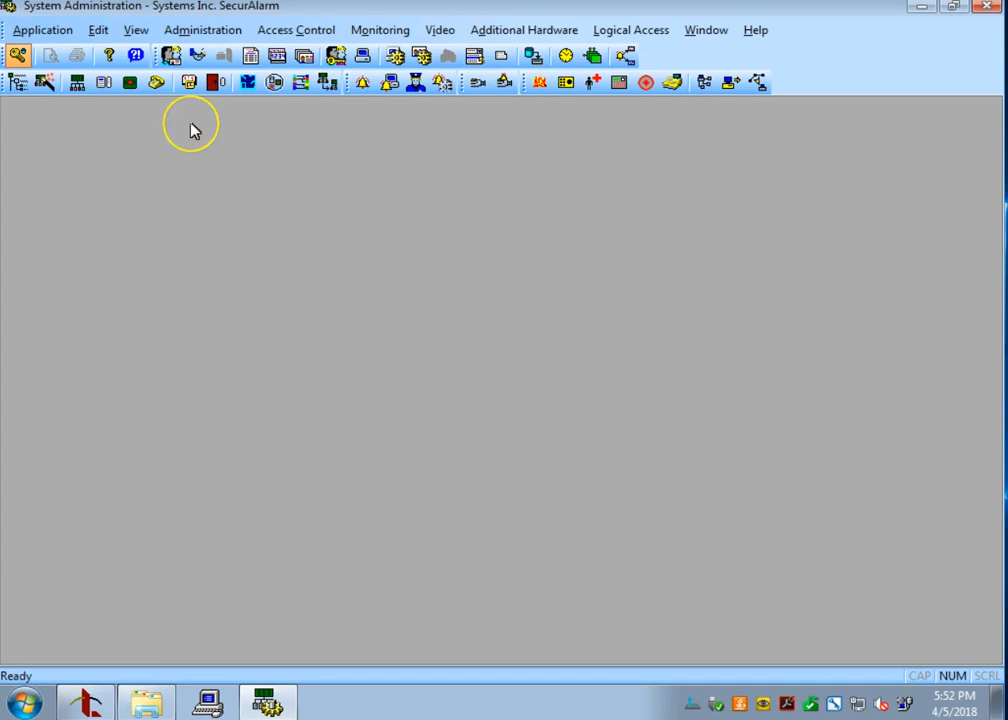 System Administration - Systems Inc. SecurAlarm
Application Edit View Administration Access Control Monitoring Video Additional Hardware Logical Access Window Help
Ready
CAP NUM SCRL
5:52 PM
4/5/2018